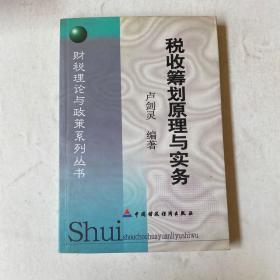 税收筹划原理与实务
卢剑灵 编著
财税理论与政策系列丛书
中国财政经济出版社
Shui
shouchouhuayuanliyushiwu